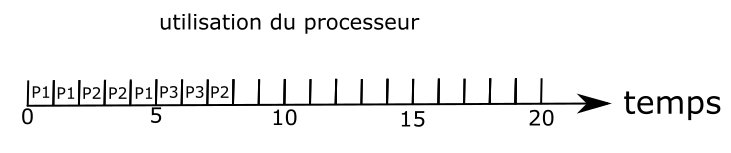 utilisation du processeur
P1 P1 P2 P2 P1 P3 P3 P2
temps
0 5 10 15 20